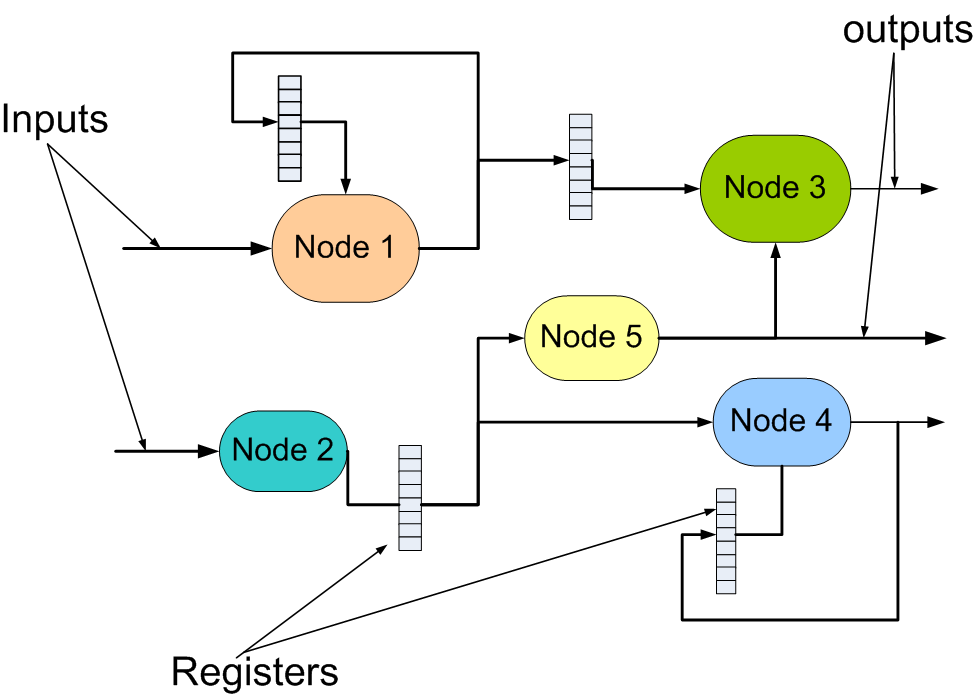 outputs
Inputs
Node 3
Node 1
Node 5
Node 4
Node 2
Registers